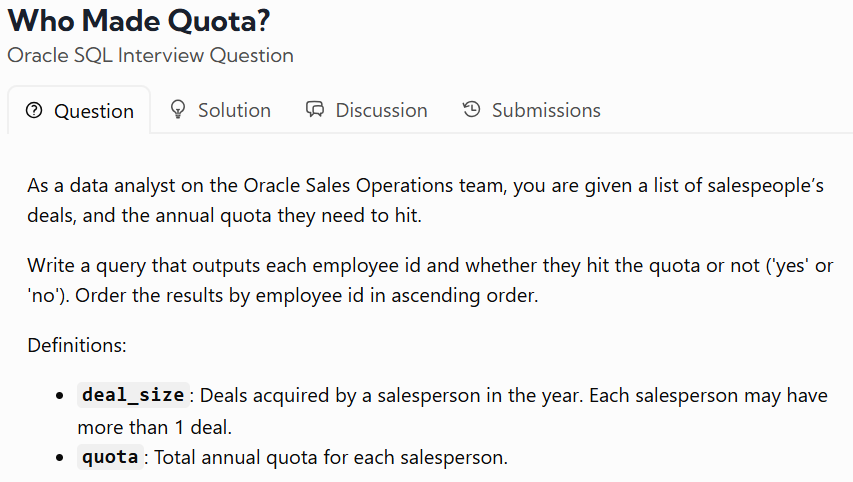 Who Made Quota?
Oracle SQL Interview Question
Question Solution Discussion Submissions
As a data analyst on the Oracle Sales Operations team, you are given a list of salespeople’s
deals, and the annual quota they need to hit.
Write a query that outputs each employee id and whether they hit the quota or not ('yes' or
'no'). Order the results by employee id in ascending order.
Definitions:
deal_size: Deals acquired by a salesperson in the year. Each salesperson may have
more than 1 deal.
quota: Total annual quota for each salesperson.